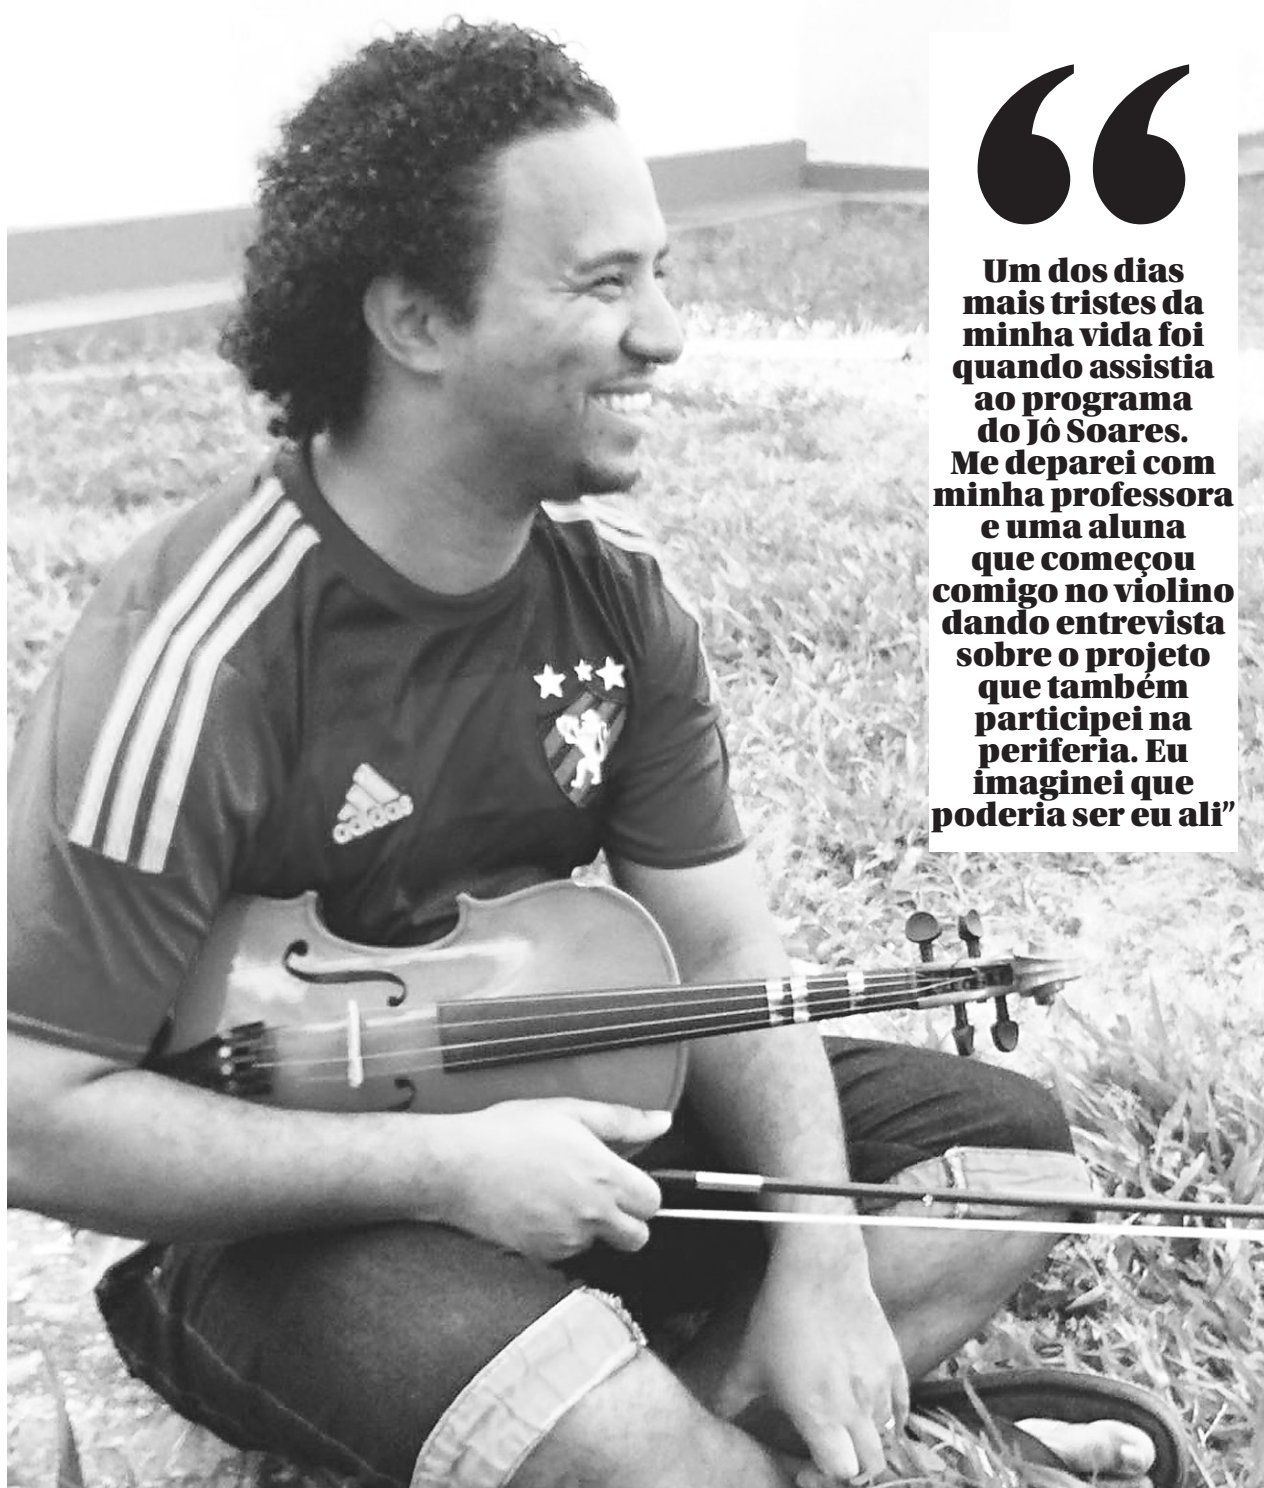 “
Um dos dias
mais tristes da
minha vida foi
quando assistia
ao programa
do Jô Soares.
Me deparei com
minha professora
e uma aluna
que começou
comigo no violino
dando entrevista
sobre o projeto
que também
participei na
periferia. Eu
imaginei que
poderia ser eu ali”
adidas